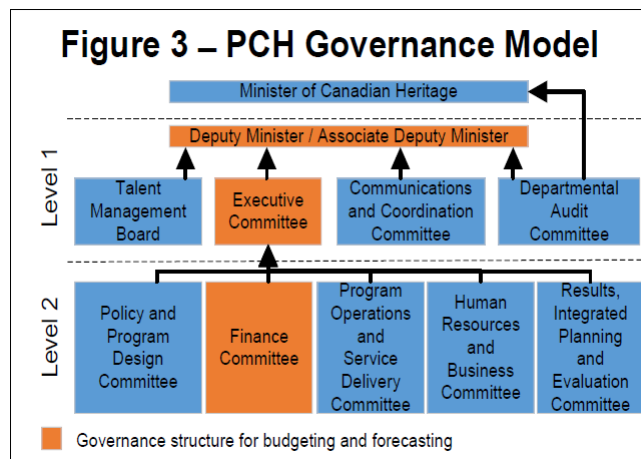 Figure 3 – PCH Governance Model
Minister of Canadian Heritage
Level 1
Deputy Minister / Associate Deputy Minister
Talent
Management
Board
Executive
Committee
Communications
and Coordination
Committee
Departmental
Audit
Committee
Level 2
Policy and
Program
Design
Committee
Finance
Committee
Program
Operations
and
Service
Delivery
Committee
Human
Resources
and
Business
Committee
Results,
Integrated
Planning
and
Evaluation
Committee
Governance structure for budgeting and forecasting